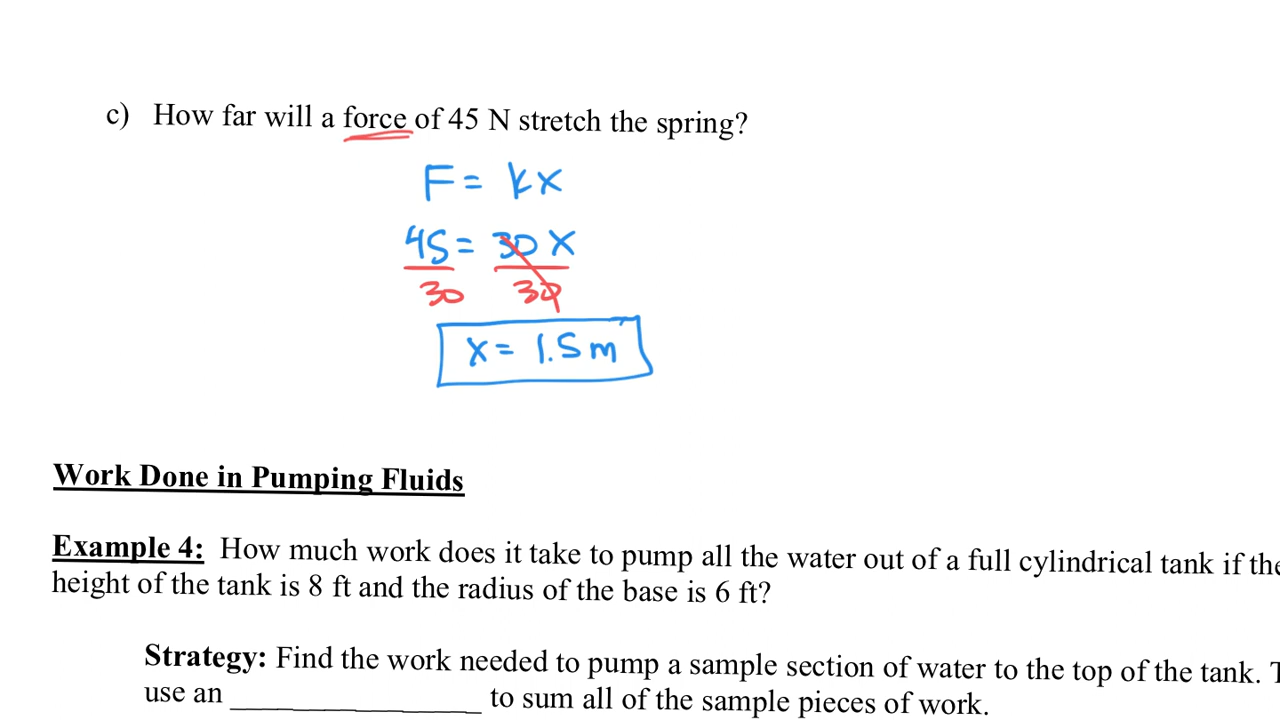 c) How far will a force of 45 N stretch the spring?
F = kx
45 = 30 x
30 30
x = 1.5 m
Work Done in Pumping Fluids
Example 4: How much work does it take to pump all the water out of a full cylindrical tank if the
height of the tank is 8 ft and the radius of the base is 6 ft?
Strategy: Find the work needed to pump a sample section of water to the top of the tank. T
use an ________________ to sum all of the sample pieces of work.